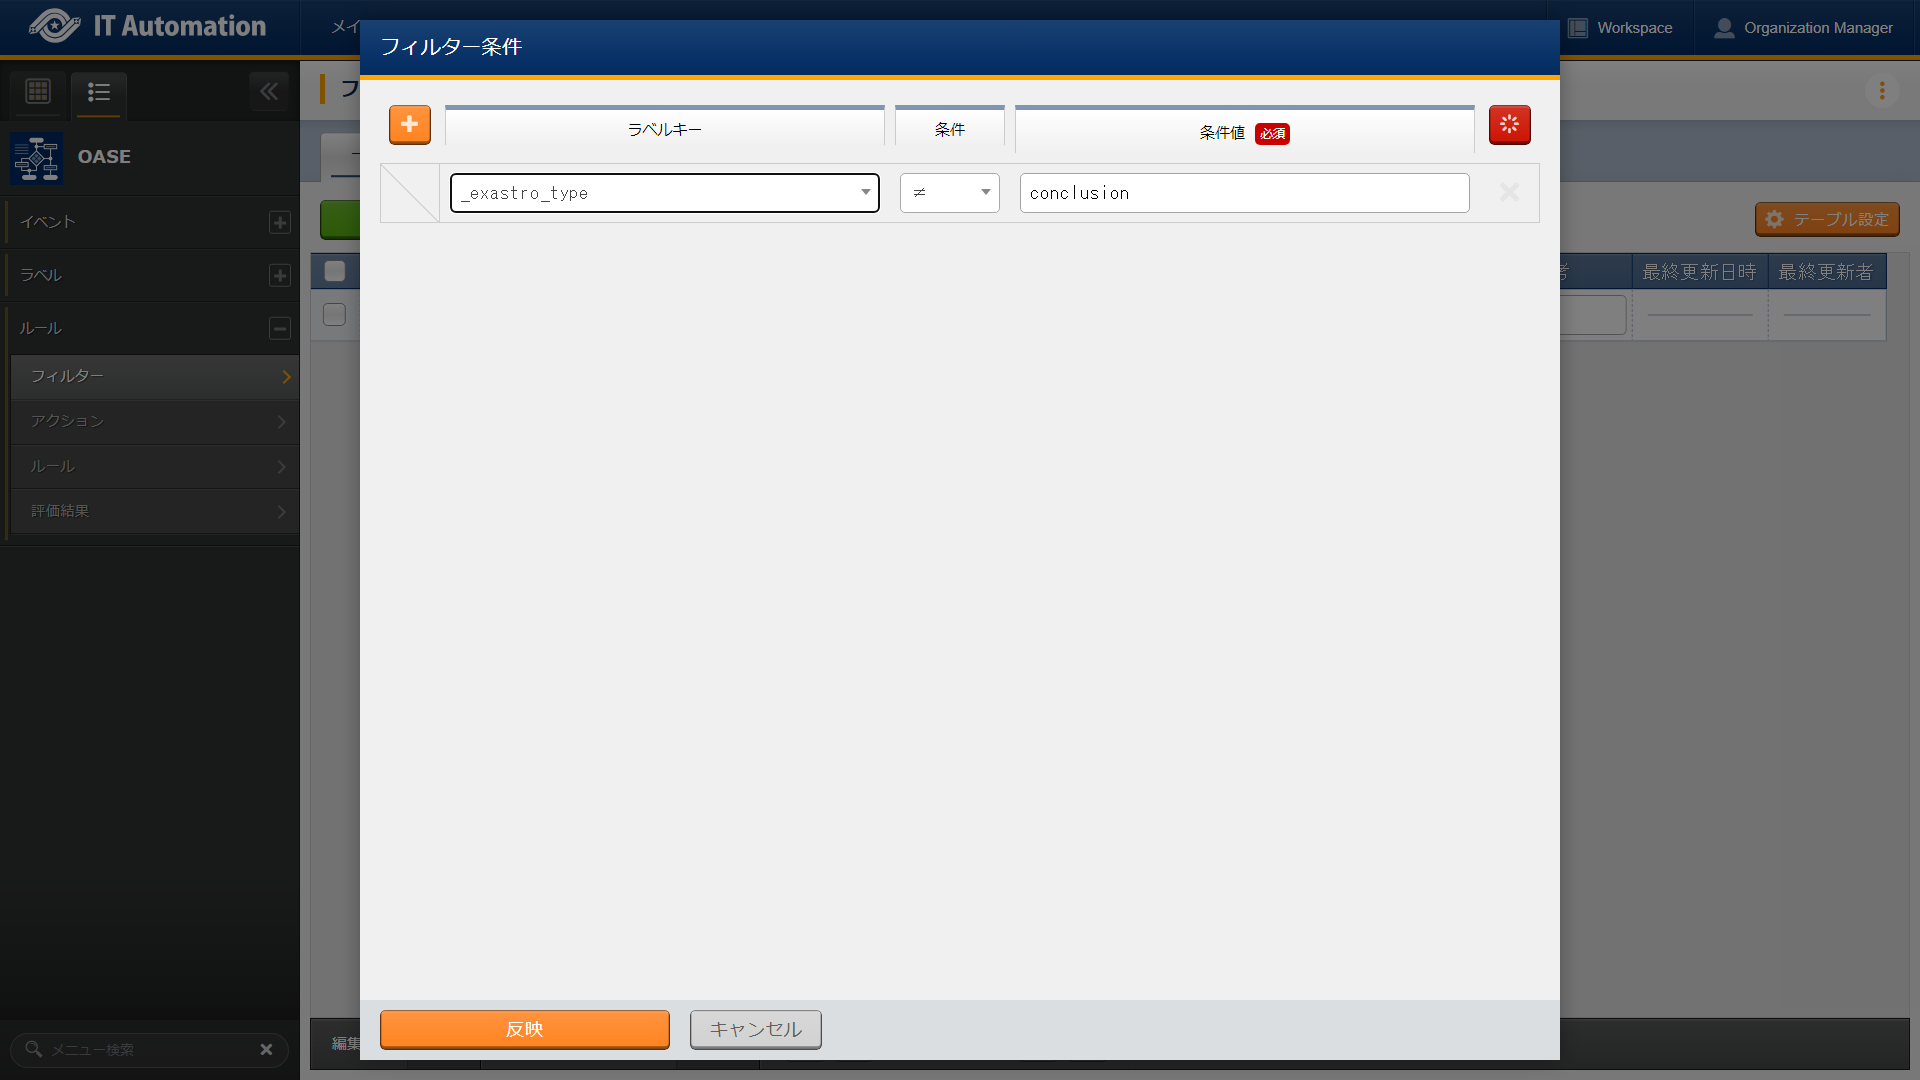 IT Automation
メイ
Workspace
Organization Manager
フィルター条件
フ
OASE
ラベルキー
条件
条件値 必須
_exastro_type
≠
conclusion
イベント
ラベル
ルール
フィルター
アクション
ルール
評価結果
テーブル設定
考
最終更新日時
最終更新者
メニュー検索
編集
反映
キャンセル